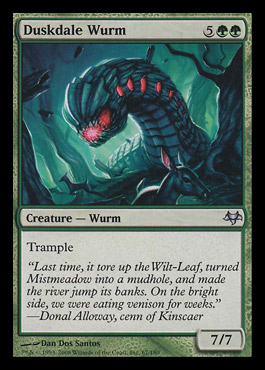 Duskdale Wurm 5
Creature — Wurm
Trample
"Last time, it tore up the Wilt-Leaf, turned
Mistmeadow into a mudhole, and made
the river jump its banks. On the bright
side, we were eating venison for weeks."
—Donal Alloway, cenn of Kinscaer
Dan Dos Santos
7/7